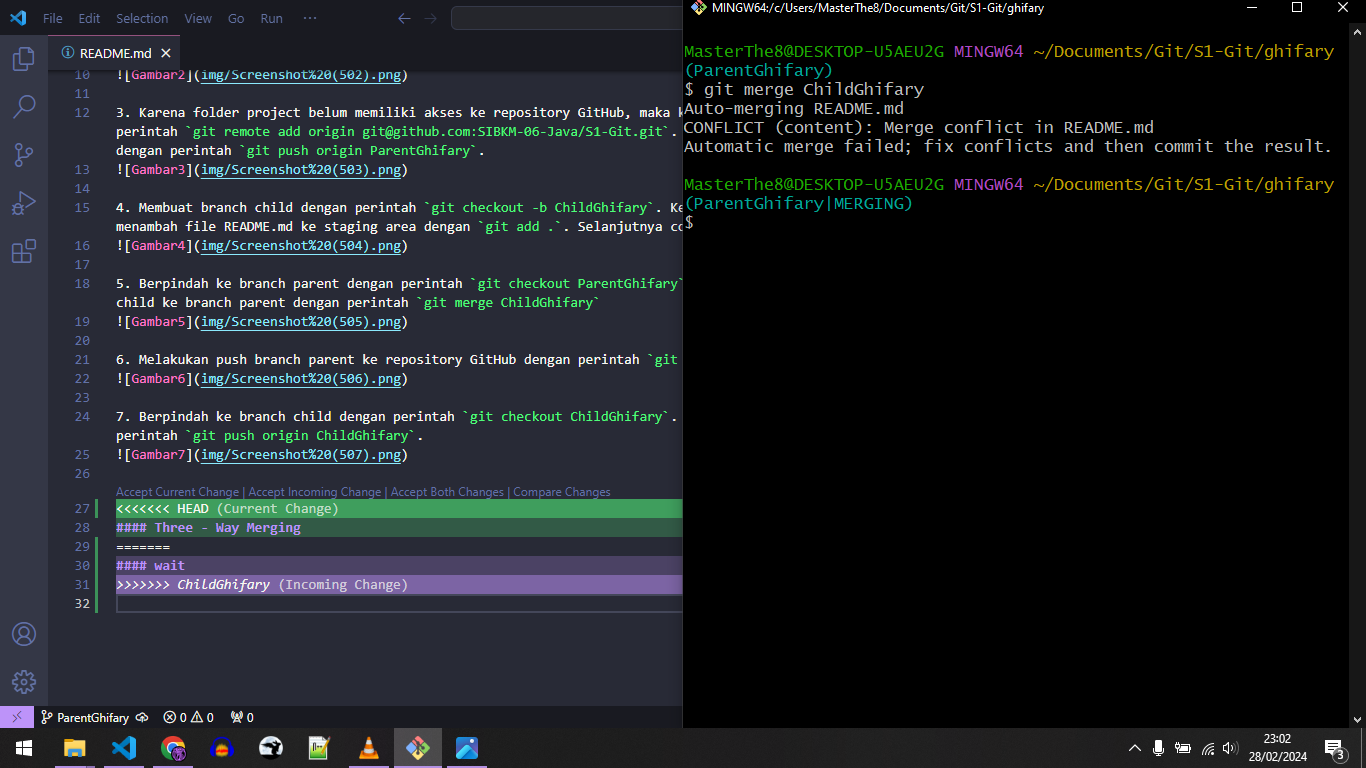 File Edit Selection View Go Run ···
README.md
10 ![Gambar2](img/Screenshot%20(502).png)
11
12 3. Karena folder project belum memiliki akses ke repository GitHub, maka k
perintah `git remote add origin git@github.com:SIBKM-06-Java/S1-Git.git`.
dengan perintah `git push origin ParentGhifary`.
13 ![Gambar3](img/Screenshot%20(503).png)
14
15 4. Membuat branch child dengan perintah `git checkout -b ChildGhifary`. Ke
menambah file README.md ke staging area dengan `git add .`. Selanjutnya co
16 ![Gambar4](img/Screenshot%20(504).png)
17
18 5. Berpindah ke branch parent dengan perintah `git checkout ParentGhifary`
child ke branch parent dengan perintah `git merge ChildGhifary`
19 ![Gambar5](img/Screenshot%20(505).png)
20
21 6. Melakukan push branch parent ke repository GitHub dengan perintah `git
22 ![Gambar6](img/Screenshot%20(506).png)
23
24 7. Berpindah ke branch child dengan perintah `git checkout ChildGhifary`.
perintah `git push origin ChildGhifary`.
25 ![Gambar7](img/Screenshot%20(507).png)
26
Accept Current Change | Accept Incoming Change | Accept Both Changes | Compare Changes
27 <<<<<<< HEAD (Current Change)
28 #### Three - Way Merging
29 =======
30 #### wait
31 >>>>>>> ChildGhifary (Incoming Change)
32
ParentGhifary 0 0 0
MINGW64:/c/Users/MasterThe8/Documents/Git/S1-Git/ghifary
MasterThe8@DESKTOP-U5AEU2G MINGW64 ~/Documents/Git/S1-Git/ghifary
(ParentGhifary)
$ git merge ChildGhifary
Auto-merging README.md
CONFLICT (content): Merge conflict in README.md
Automatic merge failed; fix conflicts and then commit the result.
MasterThe8@DESKTOP-U5AEU2G MINGW64 ~/Documents/Git/S1-Git/ghifary
(ParentGhifary|MERGING)
$
23:02
28/02/2024
3